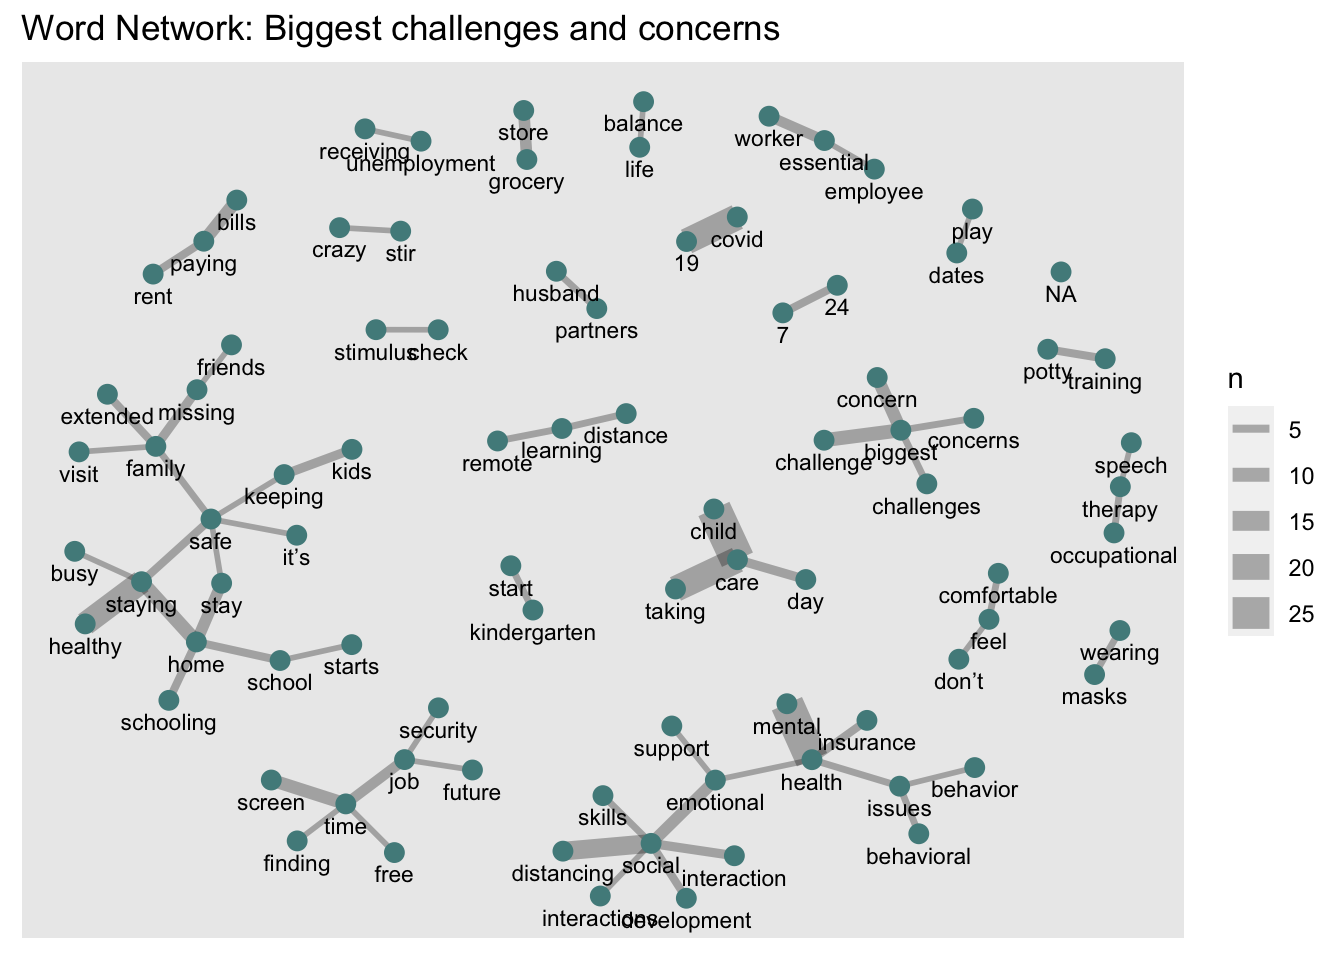 Word Network: Biggest challenges and concerns
balance
store
worker
receiving
unemployment
essential
life
grocery
employee
bills
play
crazy
stir
covid
paying
19
dates
rent
husband
NA
24
partners
7
stimulus
check
friends
potty
training
n
extended
missing
concern
5
distance
remote
learning
concerns
challenge
biggest
visit
family
kids
speech
10
keeping
challenges
therapy
15
child
safe
it’s
occupational
20
busy
care
start
comfortable
staying
stay
taking
day
25
kindergarten
feel
healthy
home
starts
wearing
school
don’t
masks
schooling
security
mental
support
insurance
job
health
future
behavior
screen
emotional
issues
time
skills
finding
free
distancing
social
interaction
behavioral
interactions
development